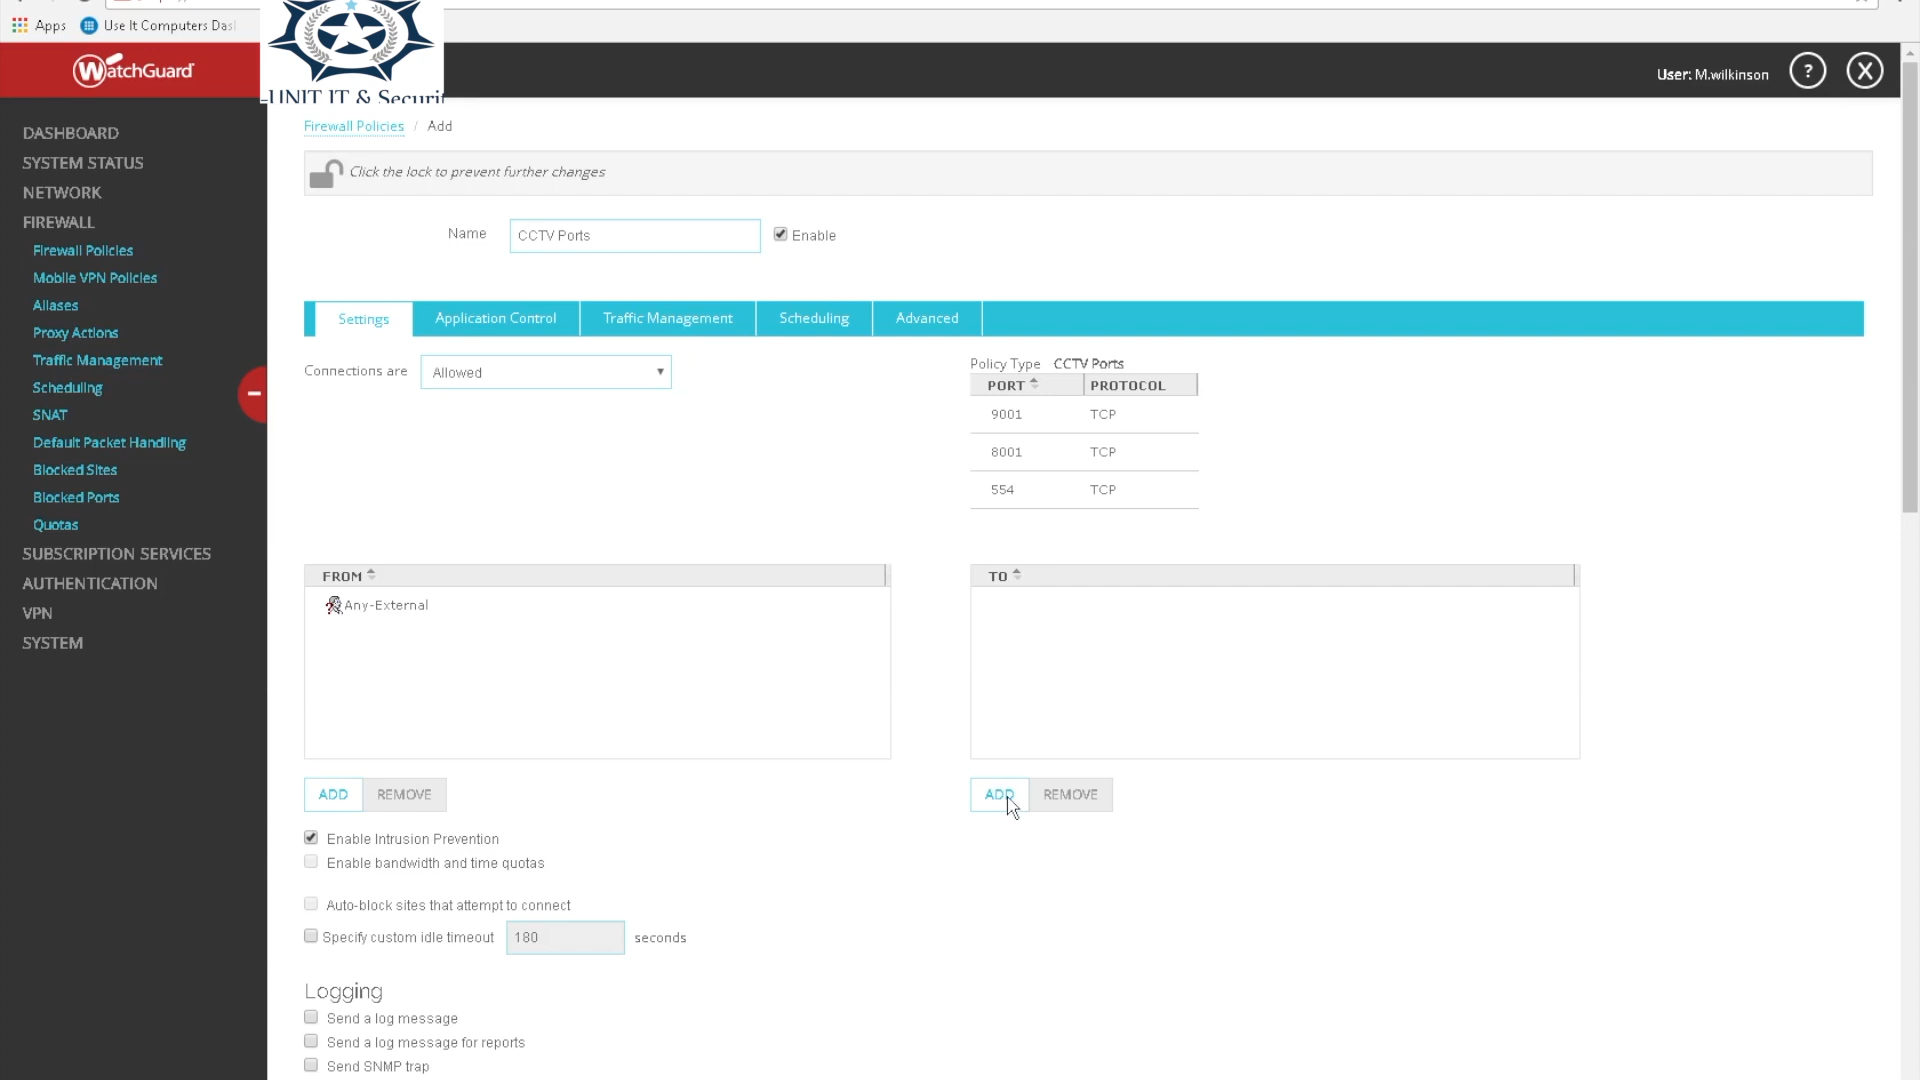 Apps Use It Computers Das
WatchGuard
-UNIT IT & Securit
User: M.wilkinson ? X
DASHBOARD
SYSTEM STATUS
NETWORK
FIREWALL
Firewall Policies
Mobile VPN Policies
Aliases
Proxy Actions
Traffic Management
Scheduling
SNAT
Default Packet Handling
Blocked Sites
Blocked Ports
Quotas
SUBSCRIPTION SERVICES
AUTHENTICATION
VPN
SYSTEM
Firewall Policies / Add
Click the lock to prevent further changes
Name CCTV Ports Enable
Settings Application Control Traffic Management Scheduling Advanced
Connections are Allowed
Policy Type CCTV Ports
PORT PROTOCOL
9001 TCP
8001 TCP
554 TCP
FROM
Any-External
TO
ADD REMOVE
ADD REMOVE
Enable Intrusion Prevention
Enable bandwidth and time quotas
Auto-block sites that attempt to connect
Specify custom idle timeout 180 seconds
Logging
Send a log message
Send a log message for reports
Send SNMP trap